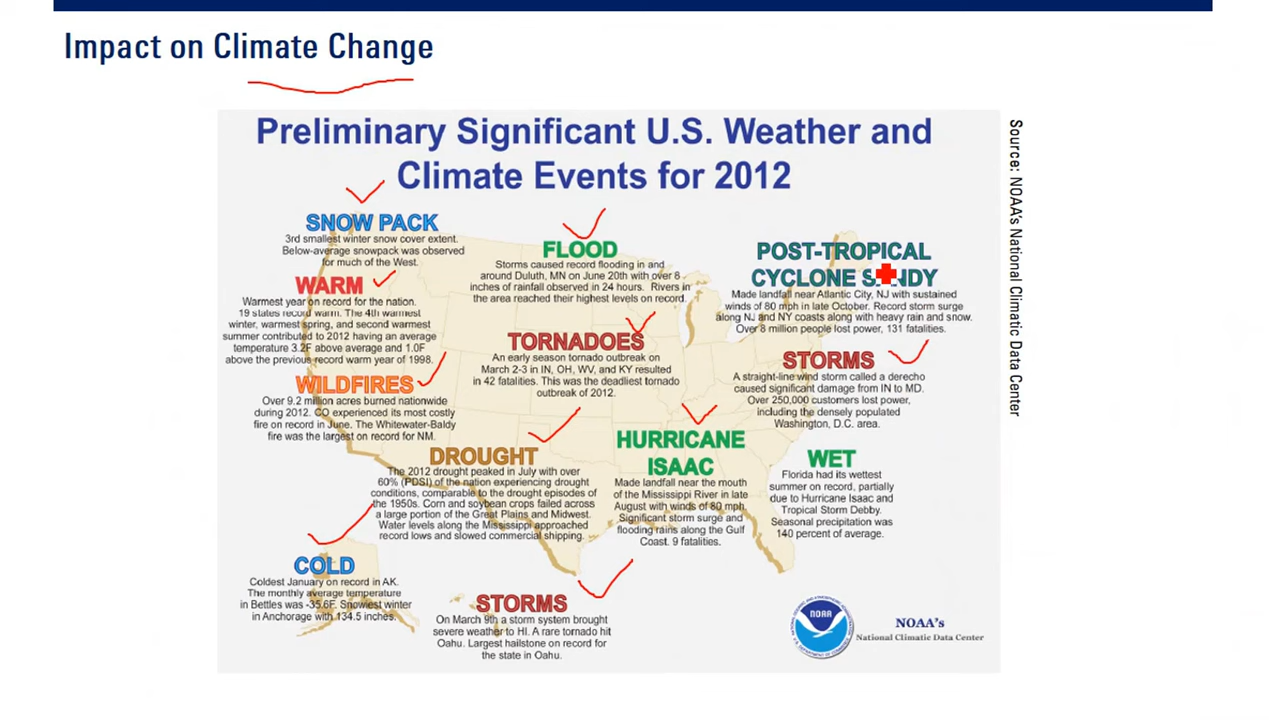 Impact on Climate Change
Preliminary Significant U.S. Weather and
Climate Events for 2012
SNOW PACK
3rd smallest winter snow cover extent.
Below-average snowpack was observed
for much of the West.
WARM
Warmest year on record for the nation.
19 states record warm. The 4th warmest
winter, warmest spring, and second warmest
summer contributed to 2012 having an average
temperature 3.2F above average and 1.0F
above the previous record warm year of 1998.
WILDFIRES
Over 9.2 million acres burned nationwide
during 2012. CO experienced its most costly
fire on record in June. The Whitewater-Baldy
fire was the largest on record for NM.
FLOOD
Storms caused record flooding in and
around Duluth, MN on June 20th with over 8
inches of rainfall observed in 24 hours. Rivers in
the area reached their highest levels on record.
TORNADOES
An early season tornado outbreak on
March 2-3 in IN, OH, WV, and KY resulted
in 42 fatalities. This was the deadliest tornado
outbreak of 2012.
POST-TROPICAL
CYCLONE SANDY
Made landfall near Atlantic City, NJ with sustained
winds of 80 mph in late October. Record storm surge
along NJ and NY coasts along with heavy rain and snow.
Over 8 million people lost power, 131 fatalities.
STORMS
A straight-line wind storm called a derecho
caused significant damage from IN to MD.
Over 250,000 customers lost power,
including the densely populated
Washington, D.C. area.
DROUGHT
The 2012 drought peaked in July with over
60% (PDSI) of the nation experiencing drought
conditions, comparable to the drought episodes of
the 1950s. Corn and soybean crops failed across
a large portion of the Great Plains and Midwest.
Water levels along the Mississippi approached
record lows and slowed commercial shipping.
HURRICANE
ISAAC
Made landfall near the mouth
of the Mississippi River in late
August with winds of 80 mph.
Significant storm surge and
flooding rains along the Gulf
Coast. 9 fatalities.
WET
Florida had its wettest
summer on record, partially
due to Hurricane Isaac and
Tropical Storm Debby.
Seasonal precipitation was
140 percent of average.
COLD
Coldest January on record in AK.
The monthly average temperature
in Bettles was -35.6F. Snowiest winter
in Anchorage with 134.5 inches.
STORMS
On March 9th a storm system brought
severe weather to HI. A rare tornado hit
Oahu. Largest hailstone on record for
the state in Oahu.
NOAA
NOAA's
National Climatic Data Center
Source: NOAA's National Climatic Data Center